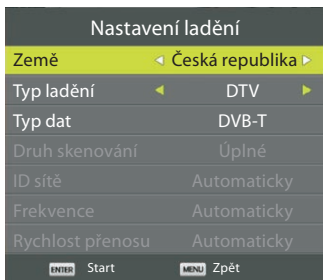 Nastavení ladění
Země Česká republika
Typ ladění DTV
Typ dat DVB-T
Druh skenování Úplné
ID sítě Automaticky
Frekvence Automaticky
Rychlost přenosu Automaticky
ENTER Start MENU Zpět